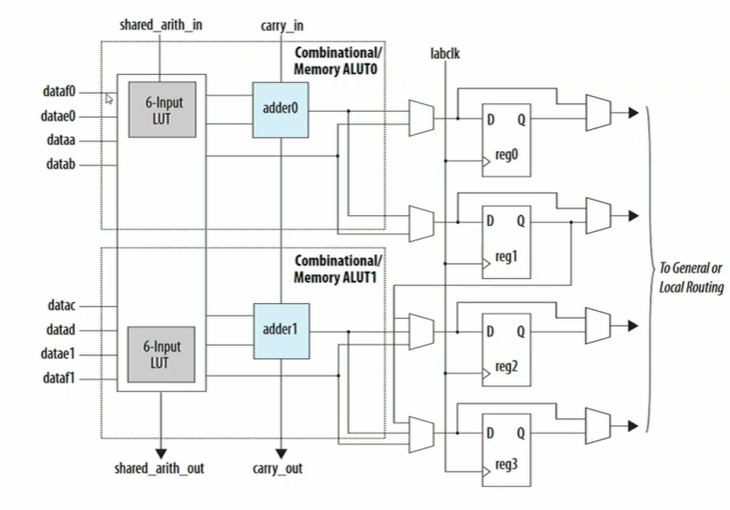 shared_arith_in
carry_in
Combinational/
Memory ALUT0
labclk
dataf0
datae0
dataa
datab
6-Input
LUT
adder0
D Q
reg0
D Q
reg1
Combinational/
Memory ALUT1
To General or
Local Routing
datac
datad
datae1
dataf1
6-Input
LUT
adder1
D Q
reg2
D Q
reg3
shared_arith_out
carry_out